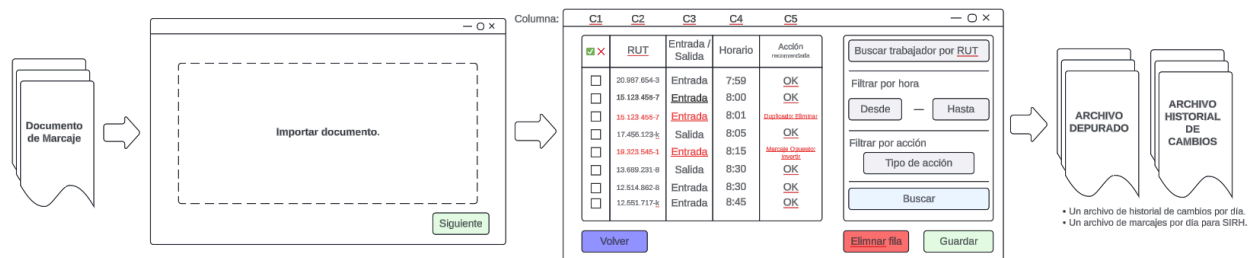 Documento
de Marcaje
Importar documento.
Siguiente
Columna: C1 C2 C3 C4 C5
RUT Entrada / Salida Horario Acción recomendada
20.987.654-3 Entrada 7:59 OK
15.123.458-7 Entrada 8:00 OK
15.123.458-7 Entrada 8:01 Duplicado: Eliminar
17.456.123-k Salida 8:05 OK
19.323.545-1 Entrada 8:15 Marcaje Opuesto: Invertir
13.689.231-8 Salida 8:30 OK
12.514.862-8 Entrada 8:30 OK
12.551.717-k Entrada 8:45 OK
Volver
Buscar trabajador por RUT
Filtrar por hora
Desde — Hasta
Filtrar por acción
Tipo de acción
Buscar
Elimnar fila Guardar
ARCHIVO
DEPURADO
ARCHIVO
HISTORIAL
DE
CAMBIOS
• Un archivo de historial de cambios por día.
• Un archivo de marcajes por día para SIRH.